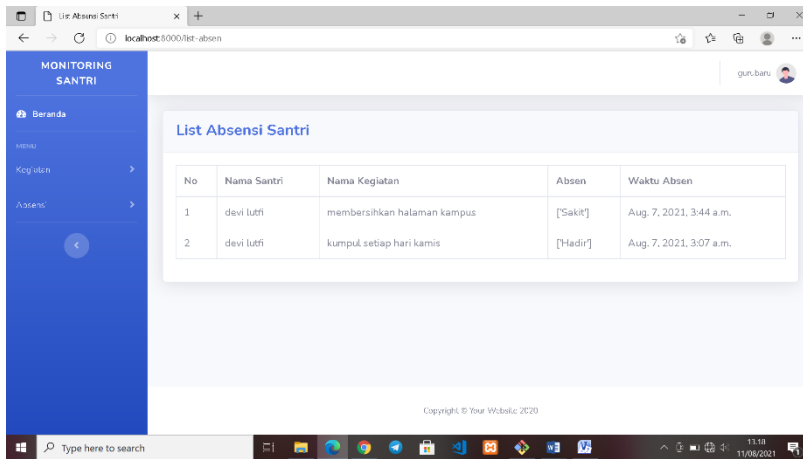 List Absensi Santri
localhost:8000/list-absen
MONITORING
SANTRI
gurubaru
Beranda
MENU
Kegiatan
Absensi
List Absensi Santri
No Nama Santri Nama Kegiatan Absen Waktu Absen
1 devi lutfi membersihkan halaman kampus ['Sakit'] Aug. 7, 2021, 3:44 a.m.
2 devi lutfi kumpul setiap hari kamis ['Hadir'] Aug. 7, 2021, 3:07 a.m.
Copyright © Your Website 2020
Type here to search
13.18
11/08/2021